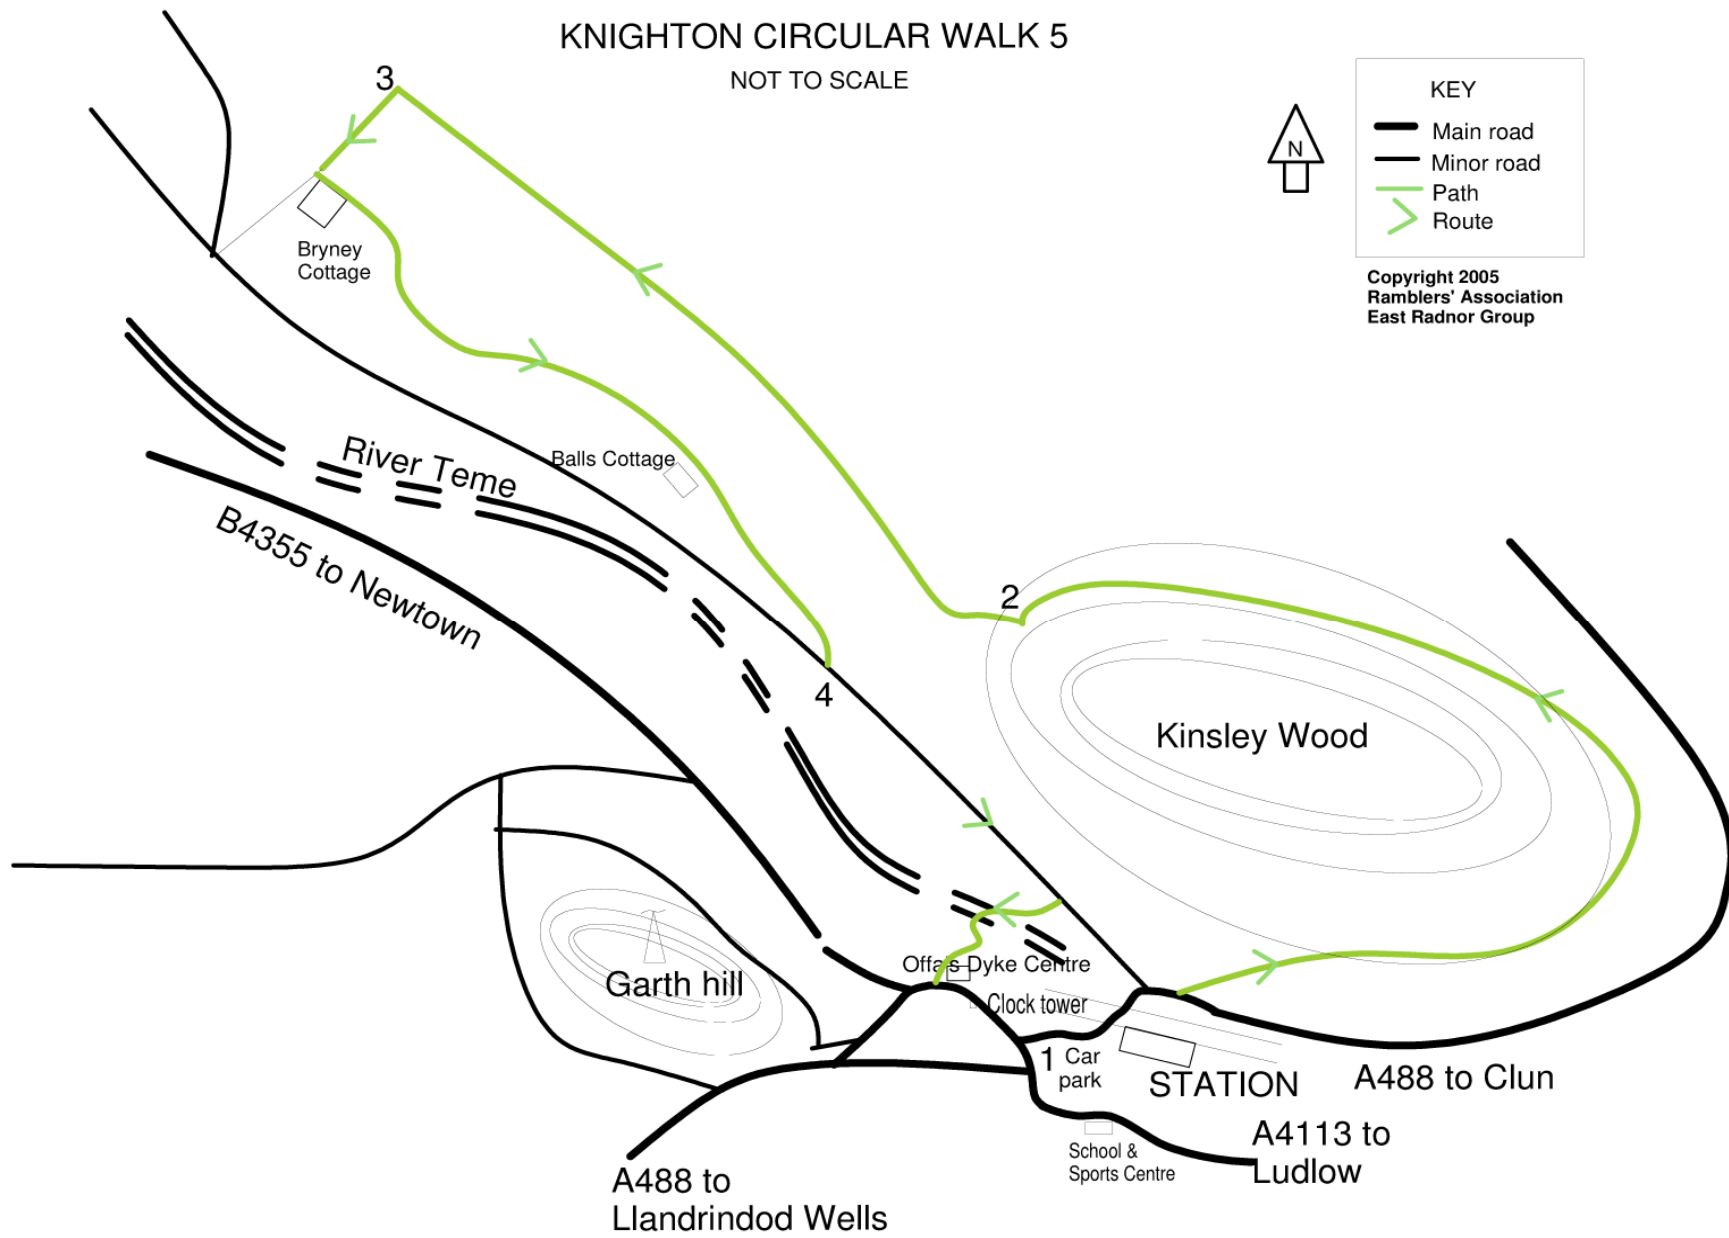 KNIGHTON CIRCULAR WALK 5
NOT TO SCALE
3
N
KEY
Main road
Minor road
Path
Route
Copyright 2005
Ramblers' Association
East Radnor Group
Bryney
Cottage
River Teme
Balls Cottage
B4355 to Newtown
2
4
Kinsley Wood
Garth hill
Offa's Dyke Centre
Clock tower
1
Car
park
STATION
A488 to Clun
School &
Sports Centre
A4113 to
Ludlow
A488 to
Llandrindod Wells